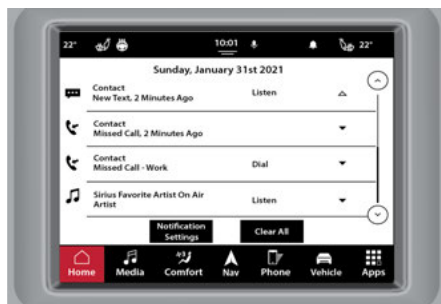 22° 10:01 22°
Sunday, January 31st 2021
Contact
New Text, 2 Minutes Ago Listen
Contact
Missed Call, 2 Minutes Ago
Contact
Missed Call - Work Dial
Sirius Favorite Artist On Air
Artist Listen
Notification
Settings
Clear All
Home Media Comfort Nav Phone Vehicle Apps